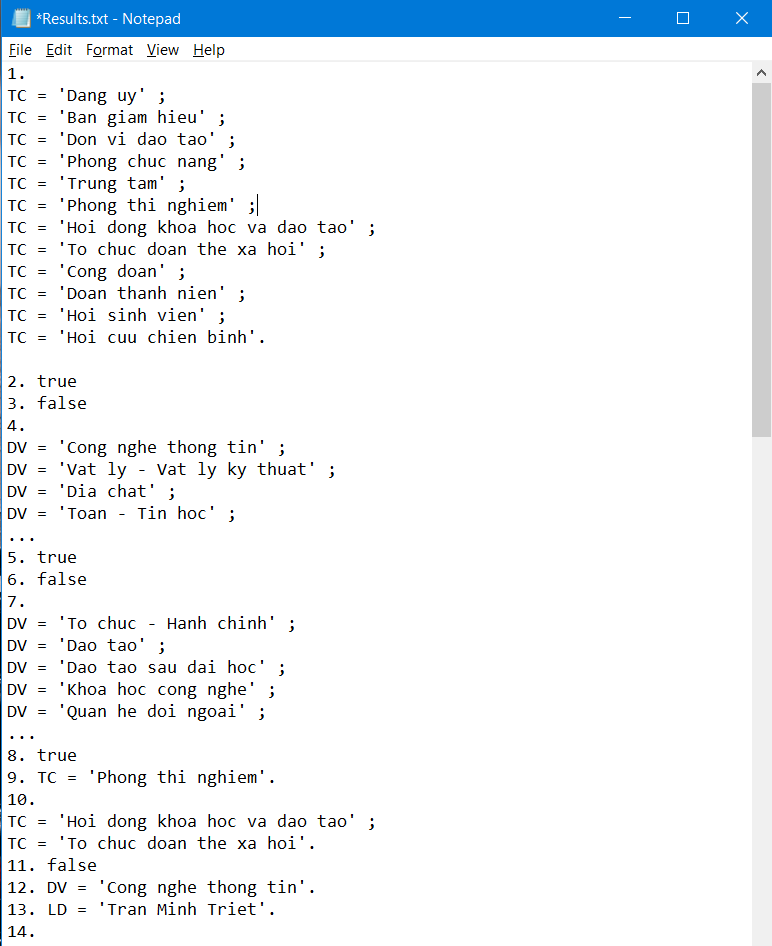 *Results.txt - Notepad
File Edit Format View Help
1.
TC = 'Dang uy' ;
TC = 'Ban giam hieu' ;
TC = 'Don vi dao tao' ;
TC = 'Phong chuc nang' ;
TC = 'Trung tam' ;
TC = 'Phong thi nghiem' ;
TC = 'Hoi dong khoa hoc va dao tao' ;
TC = 'To chuc doan the xa hoi' ;
TC = 'Cong doan' ;
TC = 'Doan thanh nien' ;
TC = 'Hoi sinh vien' ;
TC = 'Hoi cuu chien binh'.
2. true
3. false
4.
DV = 'Cong nghe thong tin' ;
DV = 'Vat ly - Vat ly ky thuat' ;
DV = 'Dia chat' ;
DV = 'Toan - Tin hoc' ;
...
5. true
6. false
7.
DV = 'To chuc - Hanh chinh' ;
DV = 'Dao tao' ;
DV = 'Dao tao sau dai hoc' ;
DV = 'Khoa hoc cong nghe' ;
DV = 'Quan he doi ngoai' ;
...
8. true
9. TC = 'Phong thi nghiem'.
10.
TC = 'Hoi dong khoa hoc va dao tao' ;
TC = 'To chuc doan the xa hoi'.
11. false
12. DV = 'Cong nghe thong tin'.
13. LD = 'Tran Minh Triet'.
14.